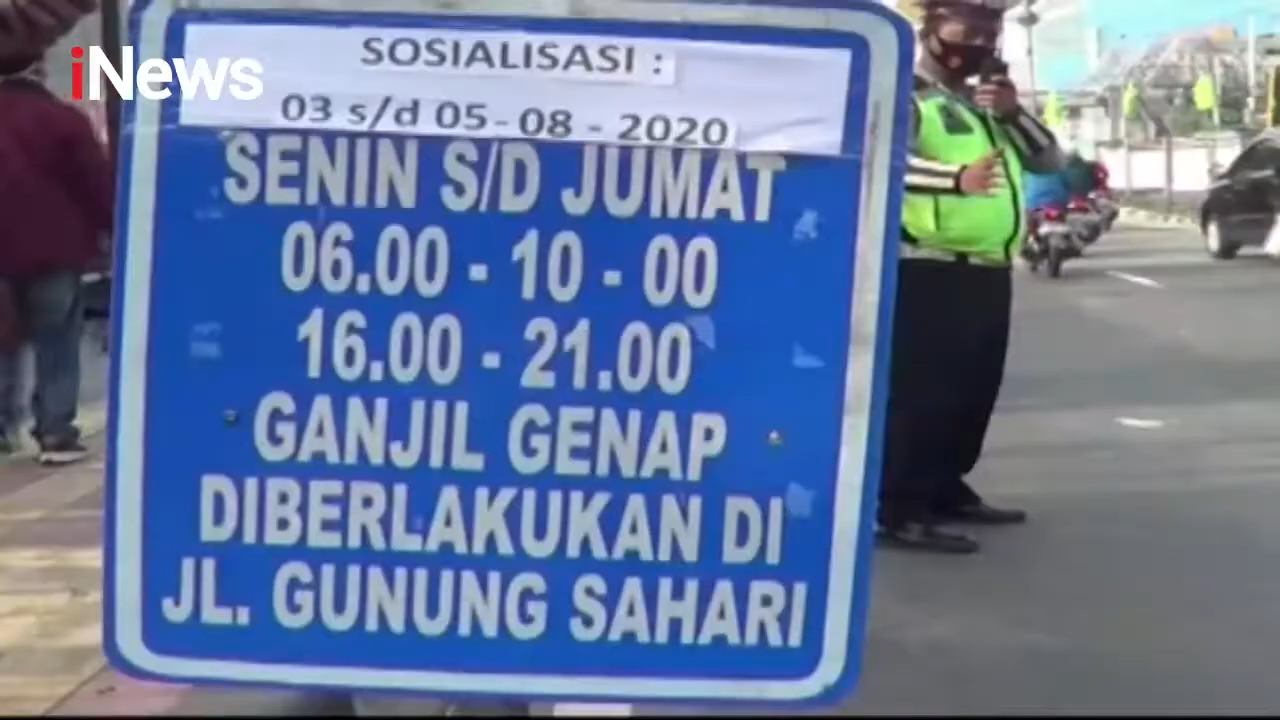 iNews
SOSIALISASI :
03 s/d 05-08-2020
SENIN S/D JUMAT
06.00 - 10 - 00
16.00 - 21.00
GANJIL GENAP
DIBERLAKUKAN DI
JL. GUNUNG SAHARI